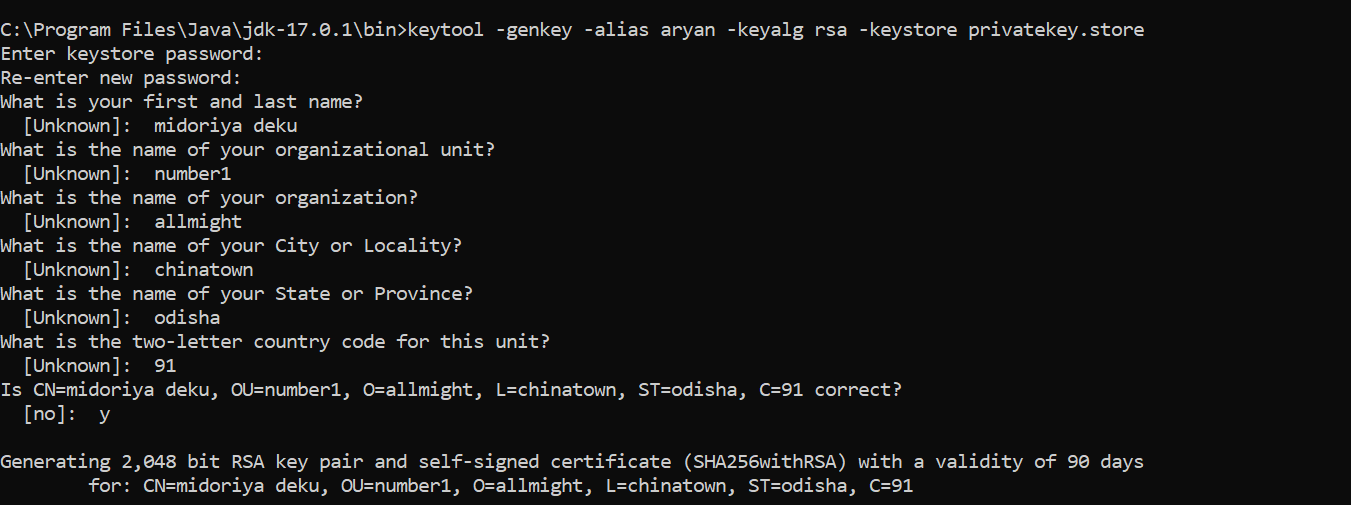 C:\Program Files\Java\jdk-17.0.1\bin>keytool -genkey -alias aryan -keyalg rsa -keystore privatekey.store
Enter keystore password:
Re-enter new password:
What is your first and last name?
  [Unknown]:  midoriya deku
What is the name of your organizational unit?
  [Unknown]:  number1
What is the name of your organization?
  [Unknown]:  allmight
What is the name of your City or Locality?
  [Unknown]:  chinatown
What is the name of your State or Province?
  [Unknown]:  odisha
What is the two-letter country code for this unit?
  [Unknown]:  91
Is CN=midoriya deku, OU=number1, O=allmight, L=chinatown, ST=odisha, C=91 correct?
  [no]:  y
Generating 2,048 bit RSA key pair and self-signed certificate (SHA256withRSA) with a validity of 90 days
        for: CN=midoriya deku, OU=number1, O=allmight, L=chinatown, ST=odisha, C=91